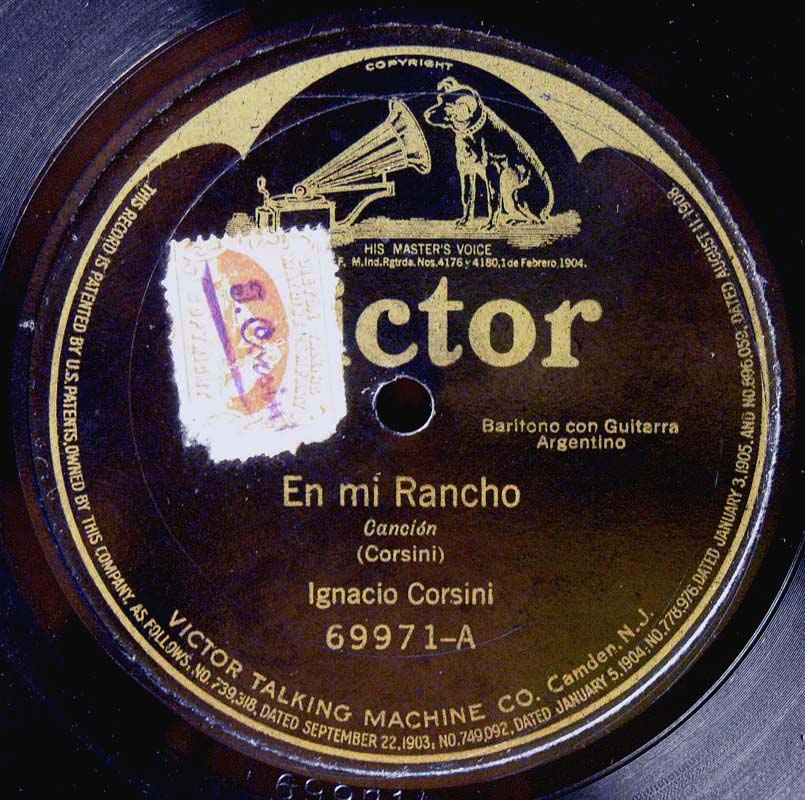 COPYRIGHT
HIS MASTER'S VOICE
M.Ind.Rgtrda.Nos.4176 y 4180,1 de Febrero,1904.
ictor
Barítono con Guitarra
Argentino
En mi Rancho
Canción
(Corsini)
Ignacio Corsini
69971-A
VICTOR TALKING MACHINE CO. Camden, N.J.
THIS RECORD IS PATENTED BY U.S. PATENTS, OWNED BY THIS COMPANY, AS FOLLOWS: NO. 739,318, DATED SEPTEMBER 22, 1903; NO. 749,092, DATED JANUARY 5, 1904; NO. 778,976, DATED JANUARY 3, 1905. AND NO. 896,059, DATED AUGUST 11, 1908